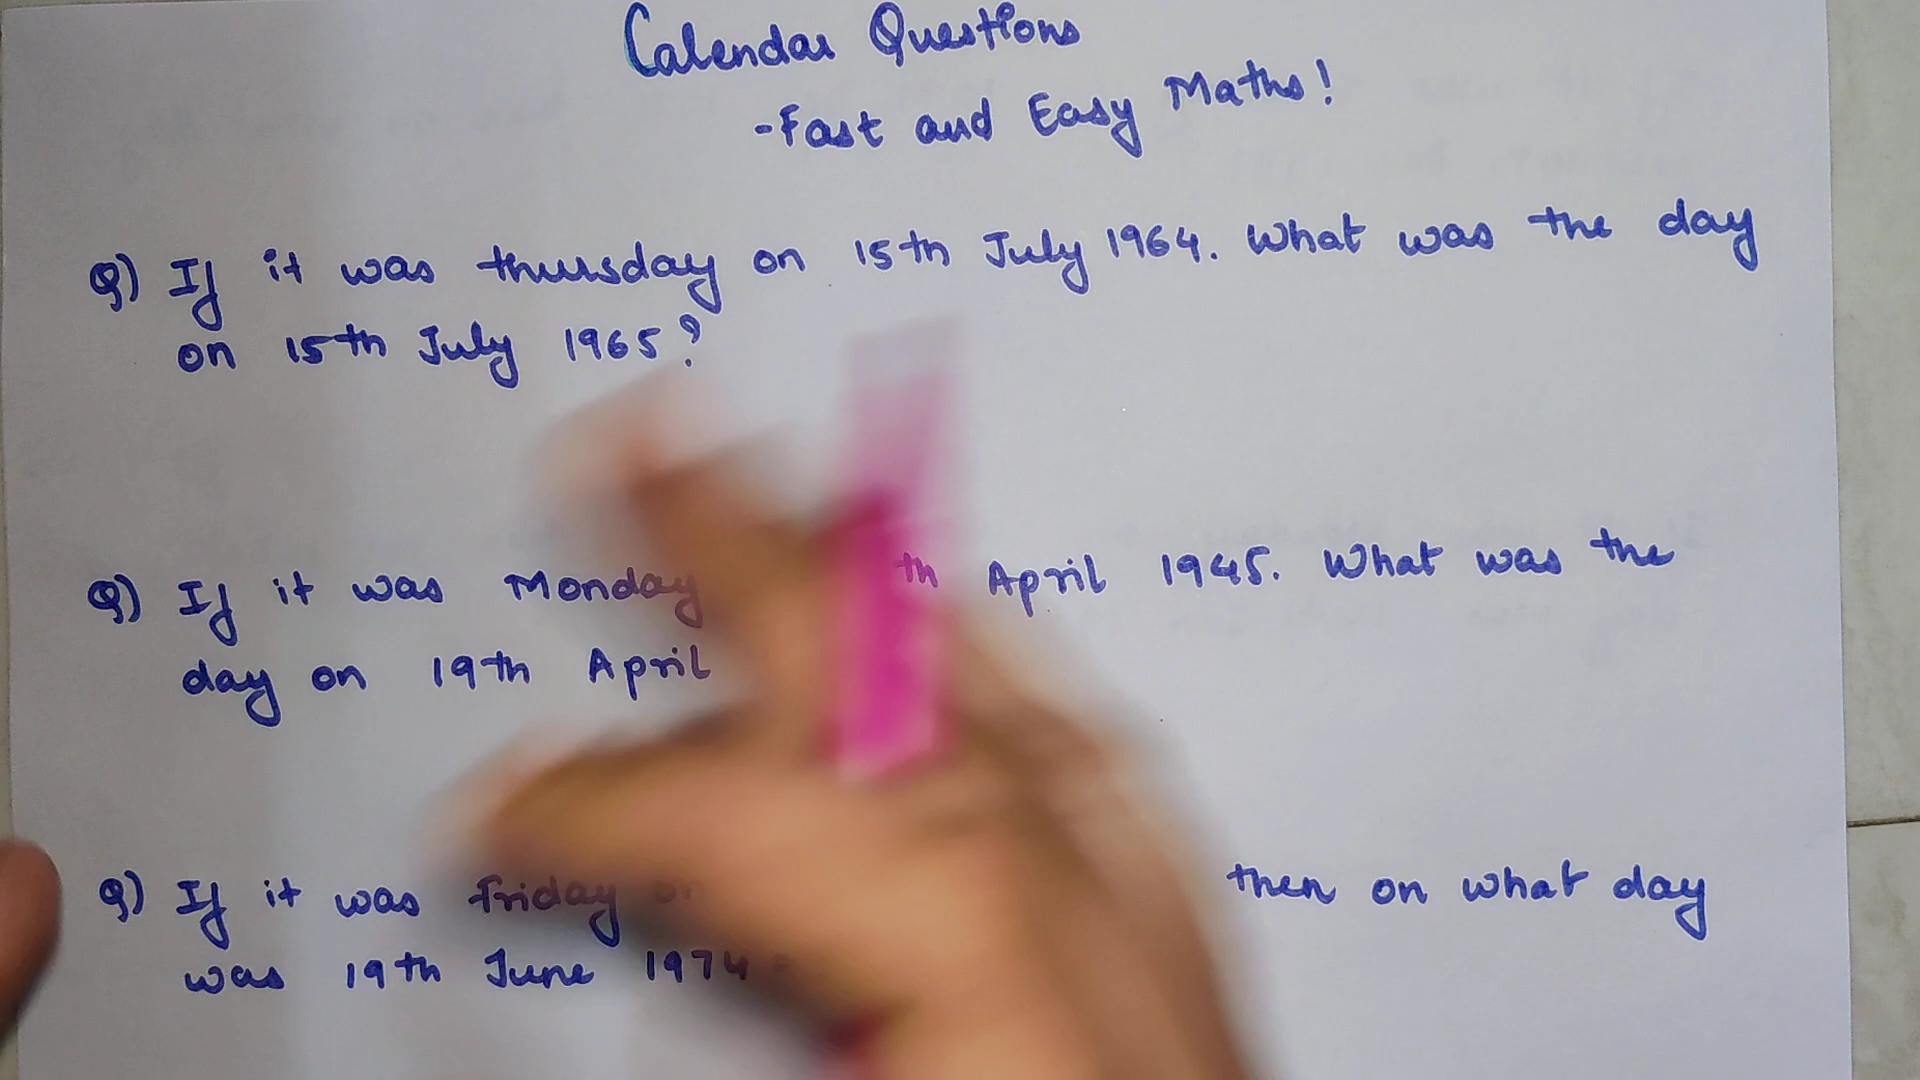 Calendar Questions
-Fast and Easy Maths!
Q) If it was thursday on 15th July 1964. What was the day
on 15th July 1965?
Q) If it was Monday th April 1945. What was the
day on 19th April
Q) If it was friday on then on what day
was 19th June 1974